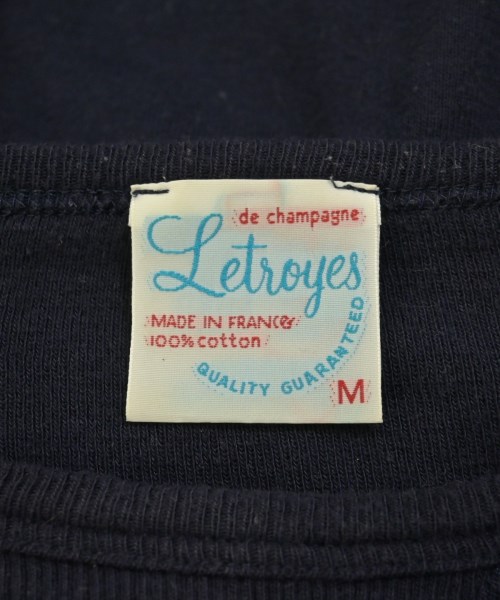 de champagne
Letroyes
MADE IN FRANCE
100% cotton
QUALITY GUARANTEED
M